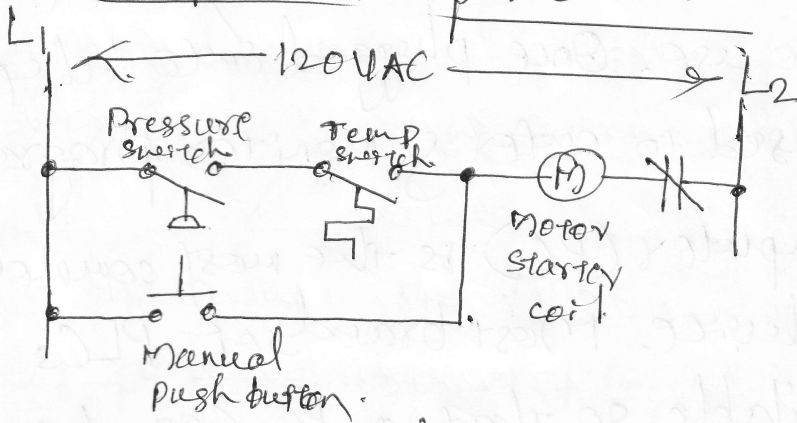 L1
120VAC
L2
Pressure
switch
Temp
switch
M
Motor
starter
coil
Manual
push button.